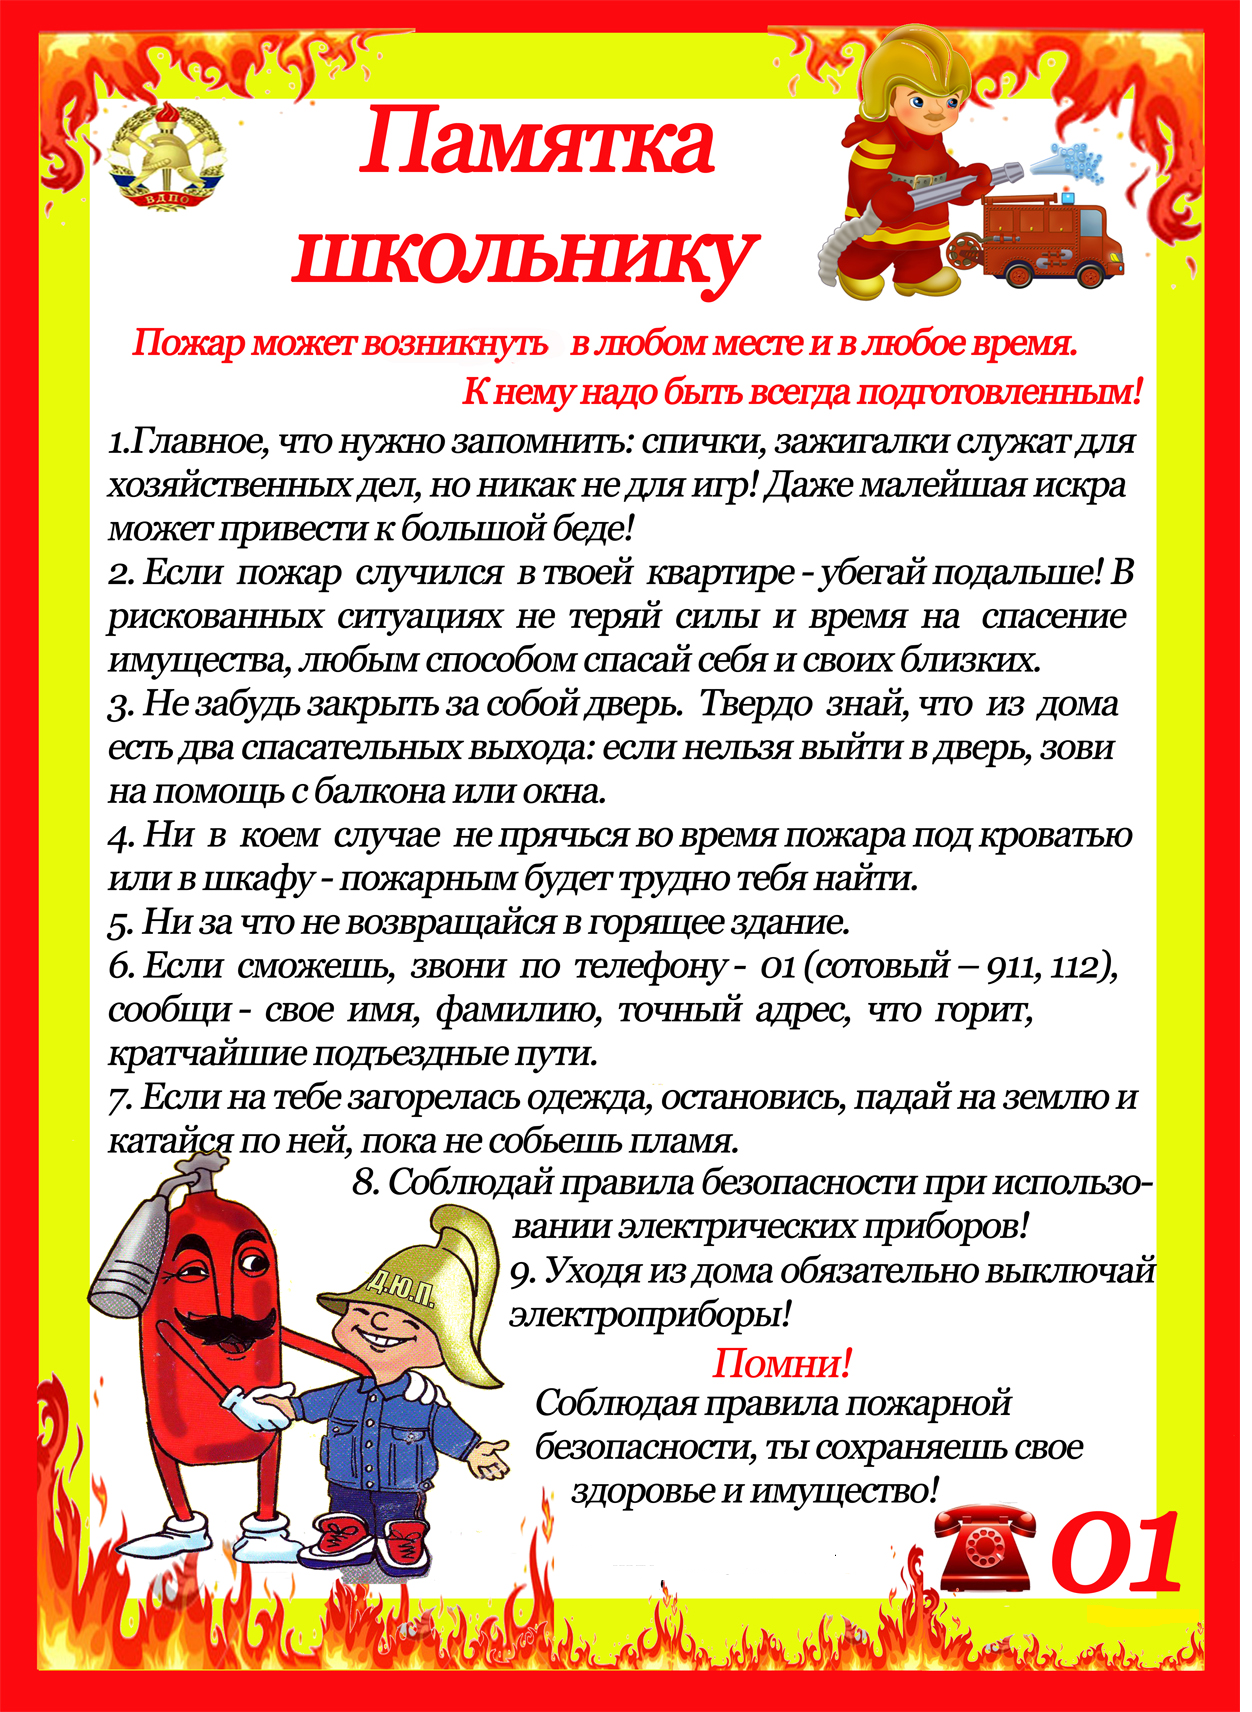 Памятка
школьнику
ВДПО
Пожар может возникнуть в любом месте и в любое время.
К нему надо быть всегда подготовленным!
1.Главное, что нужно запомнить: спички, зажигалки служат для
хозяйственных дел, но никак не для игр! Даже малейшая искра
может привести к большой беде!
2. Если пожар случился в твоей квартире - убегай подальше! В
рискованных ситуациях не теряй силы и время на спасение
имущества, любым способом спасай себя и своих близких.
3. Не забудь закрыть за собой дверь. Твердо знай, что из дома
есть два спасательных выхода: если нельзя выйти в дверь, зови
на помощь с балкона или окна.
4. Ни в коем случае не прячься во время пожара под кроватью
или в шкафу - пожарным будет трудно тебя найти.
5. Ни за что не возвращайся в горящее здание.
6. Если сможешь, звони по телефону - 01 (сотовый – 911, 112),
сообщи - свое имя, фамилию, точный адрес, что горит,
кратчайшие подъездные пути.
7. Если на тебе загорелась одежда, остановись, падай на землю и
катайся по ней, пока не собьешь пламя.
8. Соблюдай правила безопасности при использо-
вании электрических приборов!
9. Уходя из дома обязательно выключай
электроприборы!
Д.Ю.П.
Помни!
Соблюдая правила пожарной
безопасности, ты сохраняешь свое
здоровье и имущество!
01